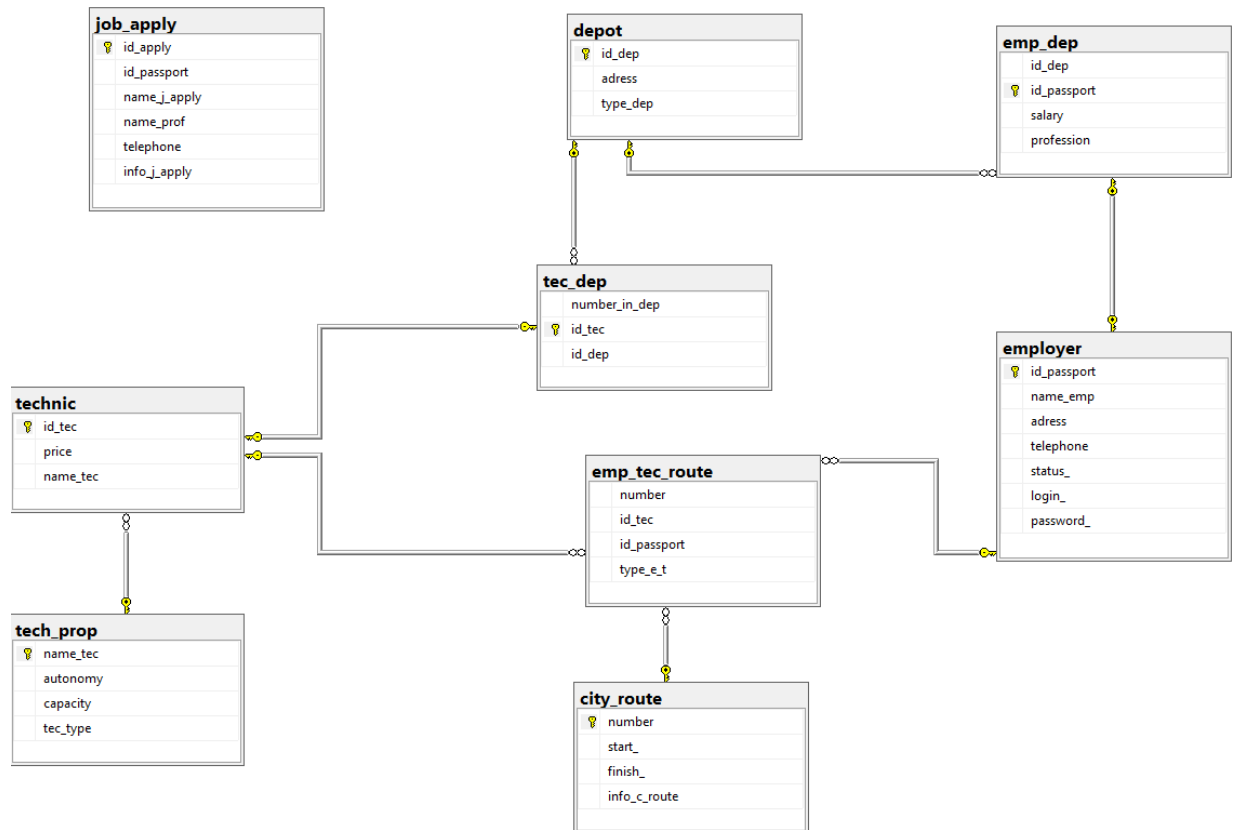 job_apply
id_apply
id_passport
name_j_apply
name_prof
telephone
info_j_apply
depot
id_dep
adress
type_dep
emp_dep
id_dep
id_passport
salary
profession
tec_dep
number_in_dep
id_tec
id_dep
technic
id_tec
price
name_tec
employer
id_passport
name_emp
adress
telephone
status_
login_
password_
emp_tec_route
number
id_tec
id_passport
type_e_t
tech_prop
name_tec
autonomy
capacity
tec_type
city_route
number
start_
finish_
info_c_route